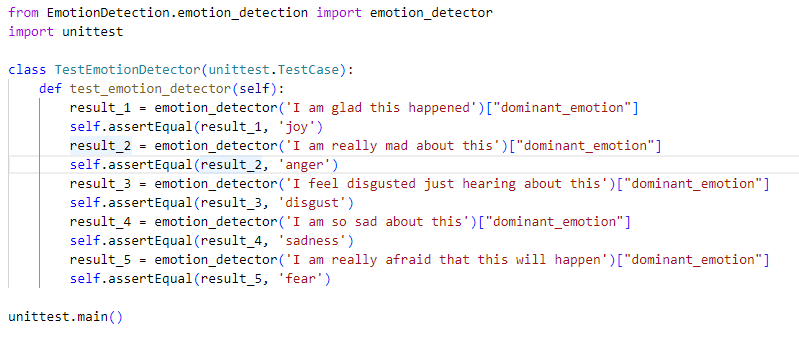 from EmotionDetection.emotion_detection import emotion_detector
import unittest
class TestEmotionDetector(unittest.TestCase):
    def test_emotion_detector(self):
        result_1 = emotion_detector('I am glad this happened')["dominant_emotion"]
        self.assertEqual(result_1, 'joy')
        result_2 = emotion_detector('I am really mad about this')["dominant_emotion"]
        self.assertEqual(result_2, 'anger')
        result_3 = emotion_detector('I feel disgusted just hearing about this')["dominant_emotion"]
        self.assertEqual(result_3, 'disgust')
        result_4 = emotion_detector('I am so sad about this')["dominant_emotion"]
        self.assertEqual(result_4, 'sadness')
        result_5 = emotion_detector('I am really afraid that this will happen')["dominant_emotion"]
        self.assertEqual(result_5, 'fear')
unittest.main()